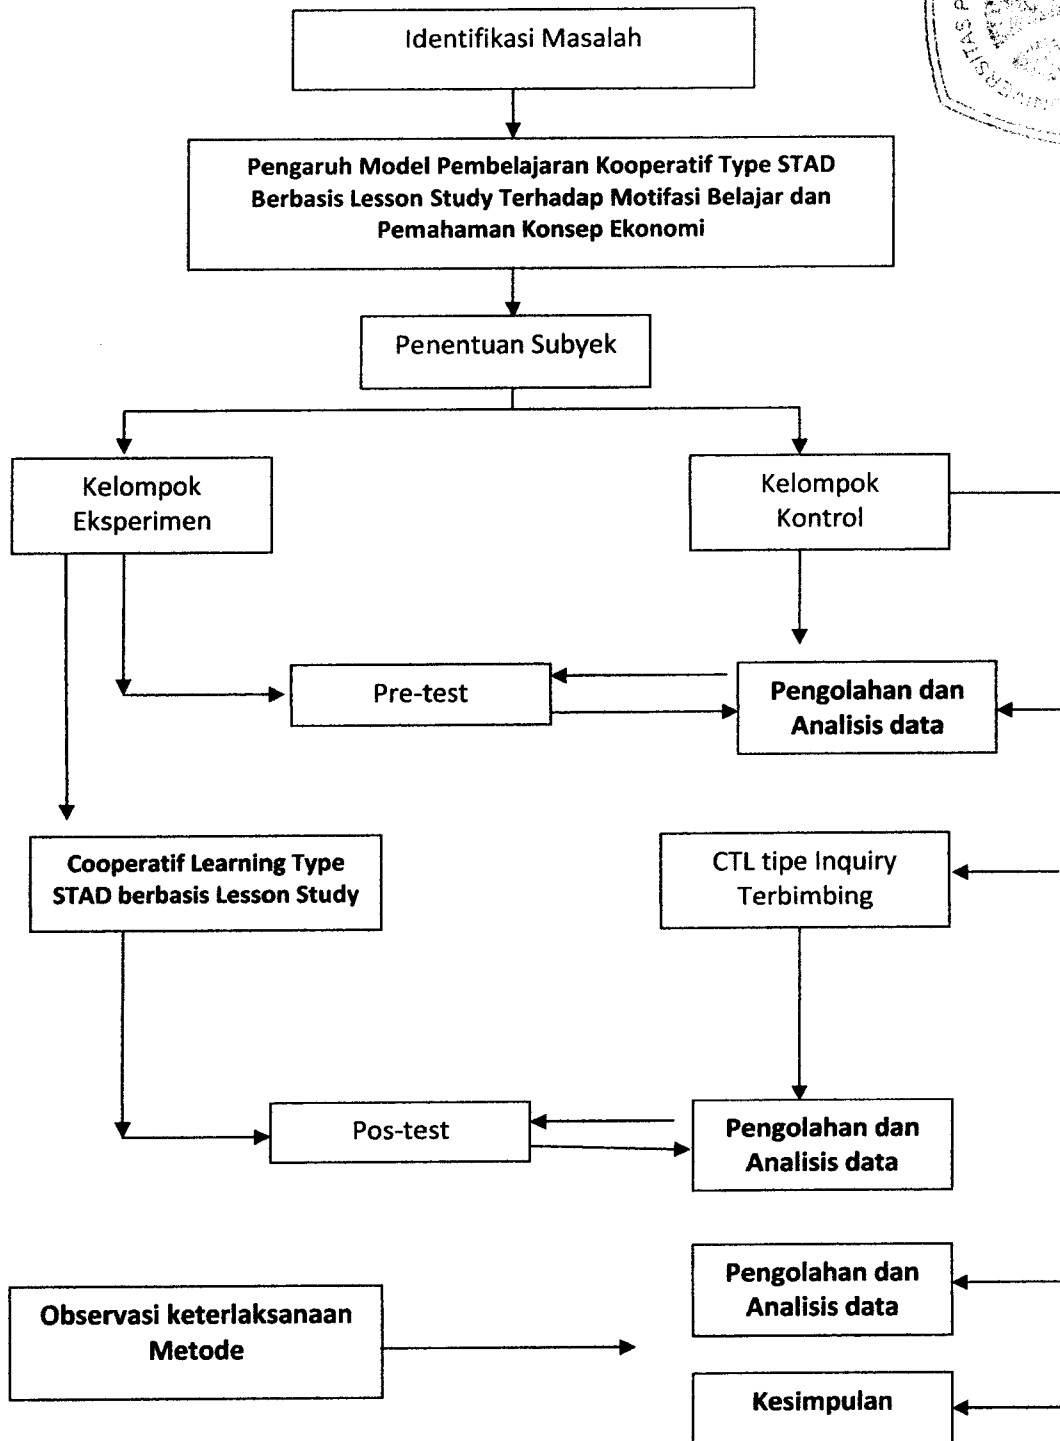 Identifikasi Masalah
Pengaruh Model Pembelajaran Kooperatif Type STAD
Berbasis Lesson Study Terhadap Motifasi Belajar dan
Pemahaman Konsep Ekonomi
Penentuan Subyek
Kelompok
Eksperimen
Kelompok
Kontrol
Pre-test
Pengolahan dan
Analisis data
Cooperatif Learning Type
STAD berbasis Lesson Study
CTL tipe Inquiry
Terbimbing
Pos-test
Pengolahan dan
Analisis data
Pengolahan dan
Analisis data
Observasi keterlaksanaan
Metode
Kesimpulan